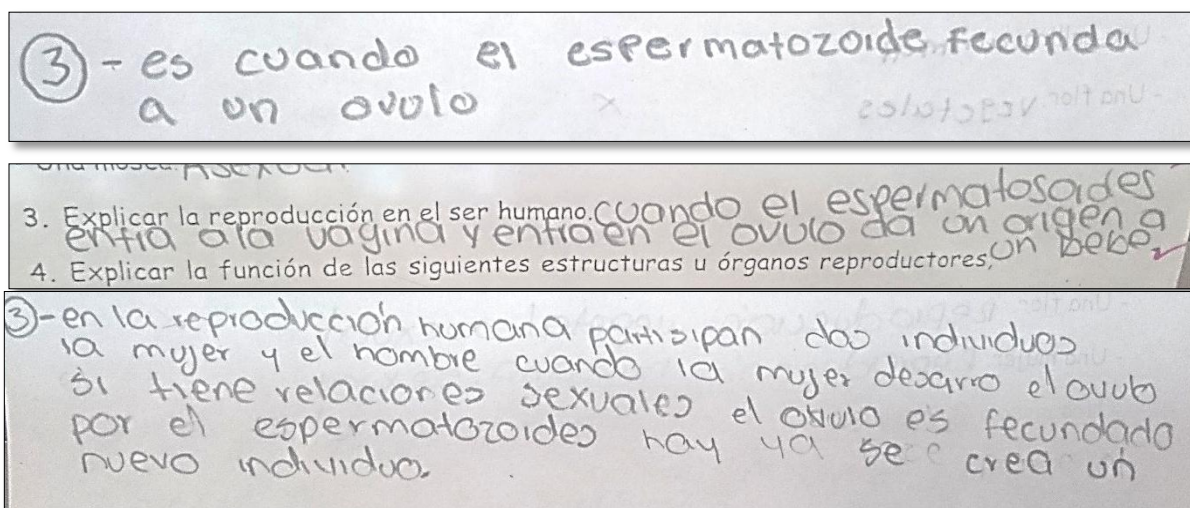 ③ - es cuando el espermatozoide fecunda
a un ovulo
Asexual.
3. Explicar la reproducción en el ser humano. cuando el espermatosoides
entra ala vagina y entra en el ovulo da un origen a
un bebe
4. Explicar la función de las siguientes estructuras u órganos reproductores,
③ - en la reproducción humana partisipan dos individuos
la mujer y el hombre cuando la mujer desarro el ovulo
si tiene relaciones sexuales el ovulo es fecundado
por el espermatozoides hay ya se crea un
nuevo individuo.